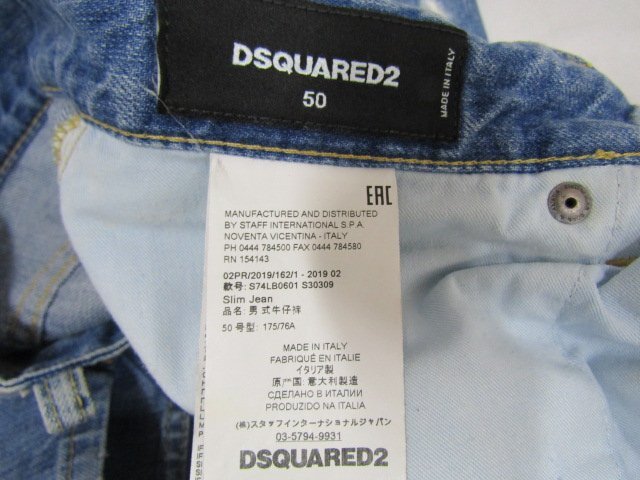 DSQUARED2
50
MADE IN ITALY
EAC
MANUFACTURED AND DISTRIBUTED
BY STAFF INTERNATIONAL S.P.A.
NOVENTA VICENTINA - ITALY
PH 0444 784500 FAX 0444 784580
RN 154143
02PR/2019/162/1 - 2019 02
款号: S74LB0601 S30309
Slim Jean
品名: 男式牛仔裤
50 号型: 175/76A
MADE IN ITALY
FABRIQUÉ EN ITALIE
イタリア製
原产国: 意大利製造
СДЕЛАНО В ИТАЛИИ
PRODUZIDO NA ITALIA
(株)スタッフインターナショナルジャパン
03-5794-9931
DSQUARED2